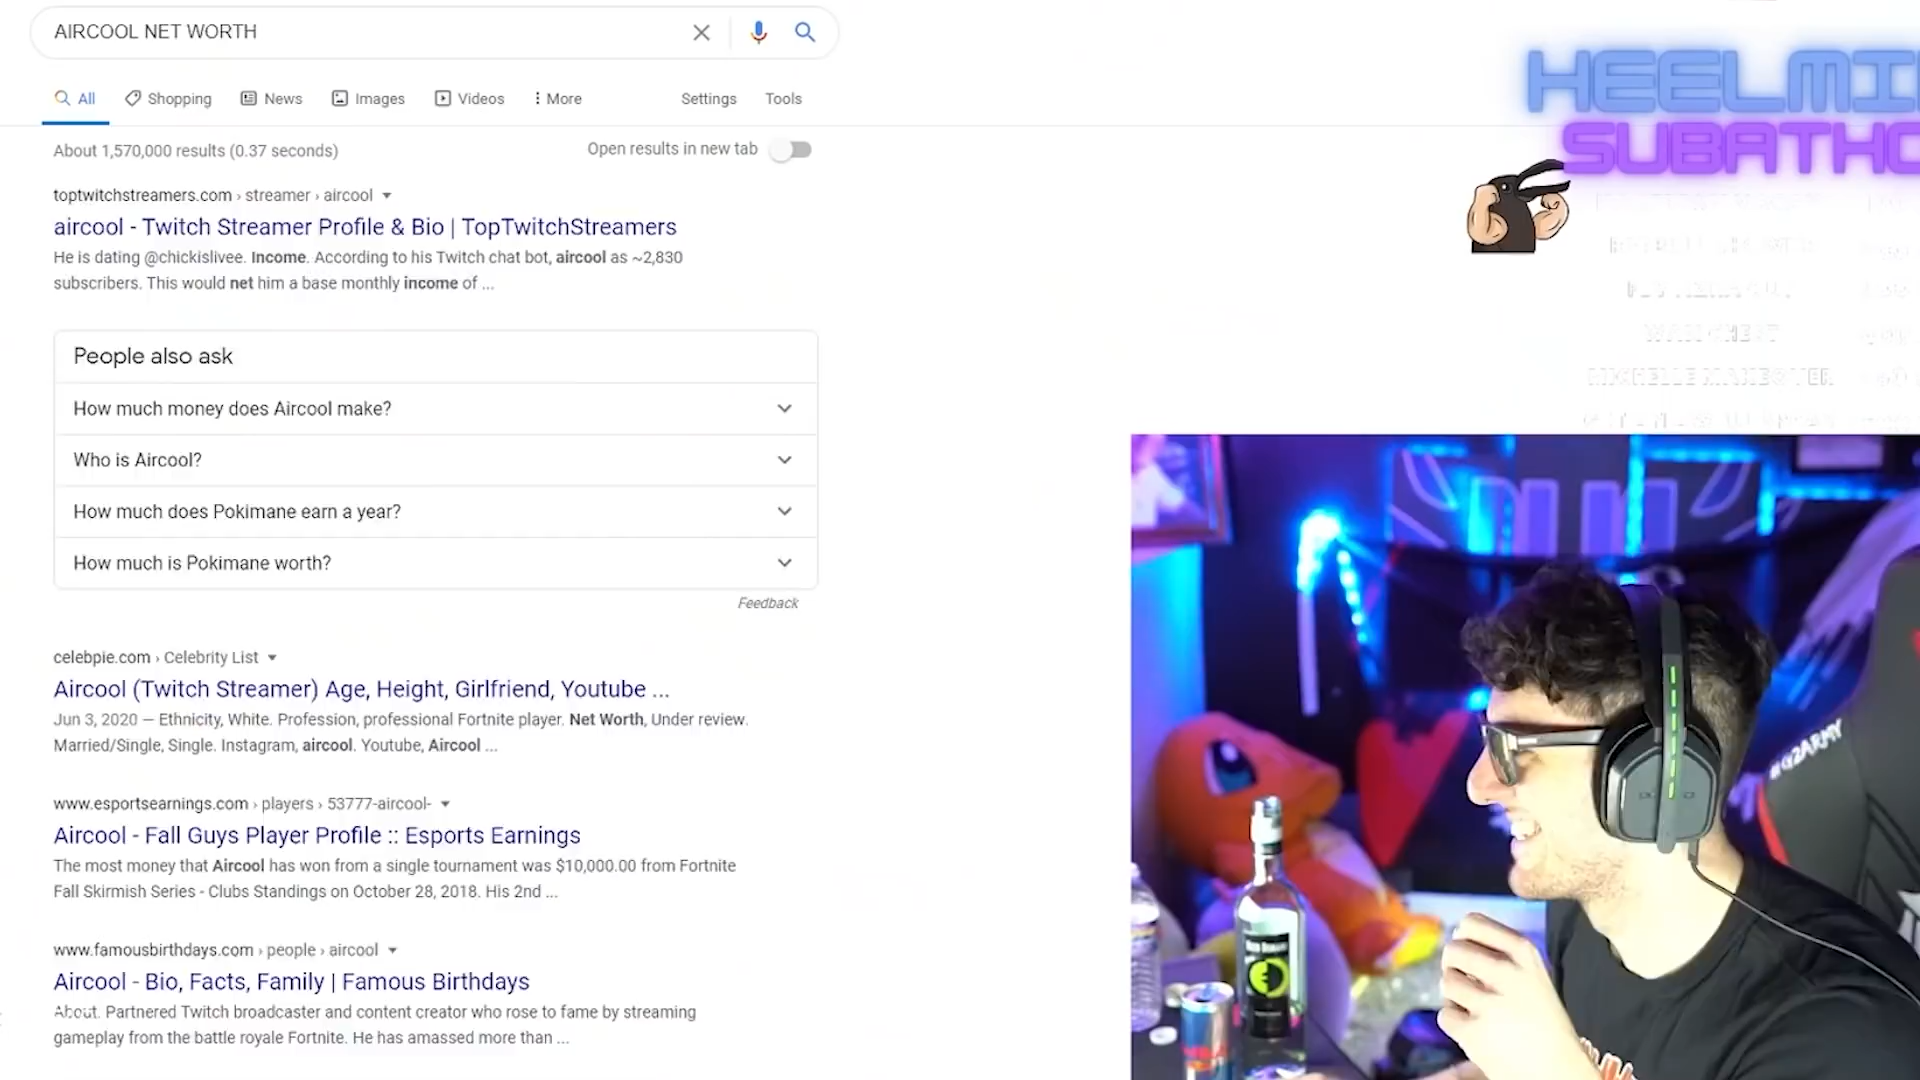 AIRCOOL NET WORTH
All
Shopping
News
Images
Videos
More
Settings
Tools
About 1,570,000 results (0.37 seconds)
Open results in new tab
toptwitchstreamers.com › streamer › aircool
aircool - Twitch Streamer Profile & Bio | TopTwitchStreamers
He is dating @chickislivee. Income. According to his Twitch chat bot, aircool as ~2,830
subscribers. This would net him a base monthly income of ...
People also ask
How much money does Aircool make?
Who is Aircool?
How much does Pokimane earn a year?
How much is Pokimane worth?
Feedback
celebpie.com › Celebrity List
Aircool (Twitch Streamer) Age, Height, Girlfriend, Youtube ...
Jun 3, 2020 — Ethnicity, White. Profession, professional Fortnite player. Net Worth, Under review.
Married/Single, Single. Instagram, aircool. Youtube, Aircool ...
www.esportsearnings.com › players › 53777-aircool-
Aircool - Fall Guys Player Profile :: Esports Earnings
The most money that Aircool has won from a single tournament was $10,000.00 from Fortnite
Fall Skirmish Series - Clubs Standings on October 28, 2018. His 2nd ...
www.famousbirthdays.com › people › aircool
Aircool - Bio, Facts, Family | Famous Birthdays
About. Partnered Twitch broadcaster and content creator who rose to fame by streaming
gameplay from the battle royale Fortnite. He has amassed more than ...
HEELMI
SUBATHO
#G2ARMY